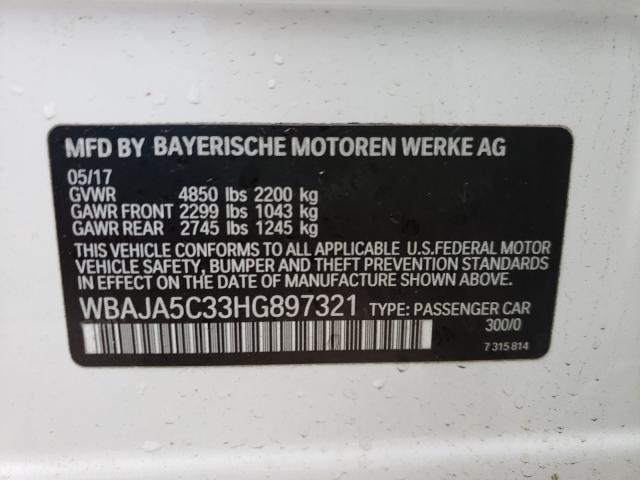 MFD BY BAYERISCHE MOTOREN WERKE AG
05/17
GVWR 4850 lbs 2200 kg
GAWR FRONT 2299 lbs 1043 kg
GAWR REAR 2745 lbs 1245 kg
THIS VEHICLE CONFORMS TO ALL APPLICABLE U.S.FEDERAL MOTOR
VEHICLE SAFETY, BUMPER AND THEFT PREVENTION STANDARDS
IN EFFECT ON THE DATE OF MANUFACTURE SHOWN ABOVE.
WBAJA5C33HG897321 TYPE: PASSENGER CAR
300/0
7 315 814